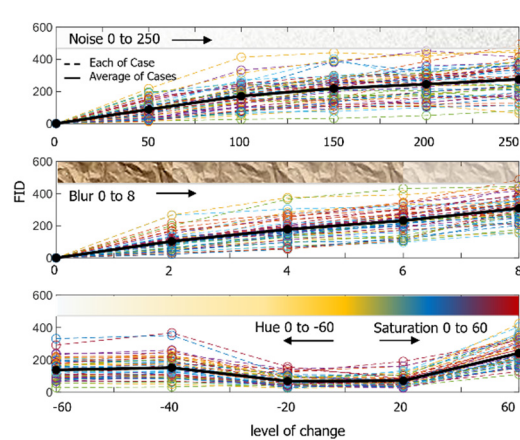 600
Noise 0 to 250
400
Each of Case
Average of Cases
200
0
0 50 100 150 200 250
600
400
Blur 0 to 8
FID
200
0
0 2 4 6 8
600
400
Hue 0 to -60 Saturation 0 to 60
200
0
-60 -40 -20 20 60
level of change